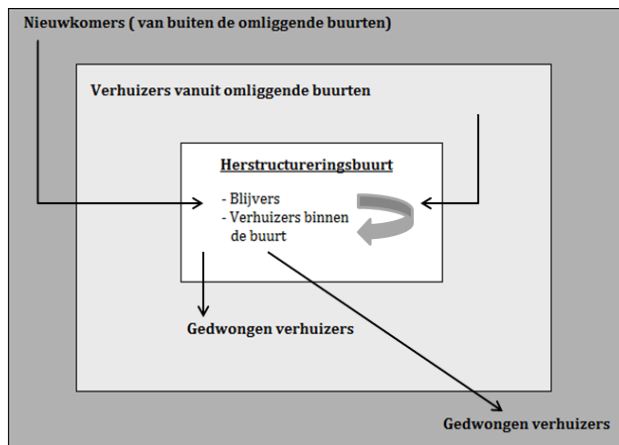 Nieuwkomers ( van buiten de omliggende buurten)
Verhuizers vanuit omliggende buurten
Herstructureringsbuurt
- Blijvers
- Verhuizers binnen
de buurt
Gedwongen verhuizers
Gedwongen verhuizers